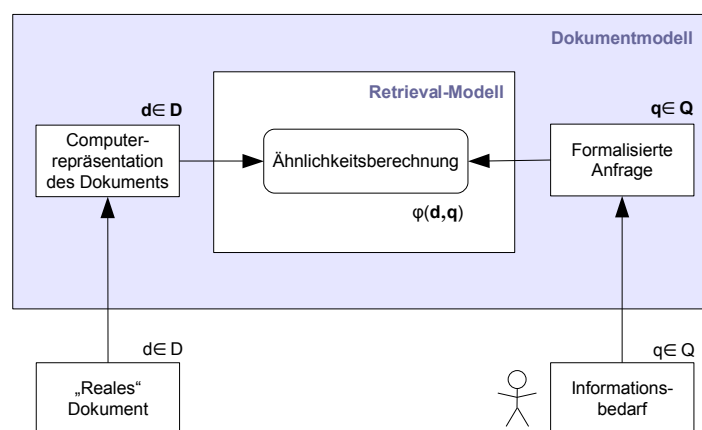 Dokumentmodell
Retrieval-Modell
d∈ D
q∈ Q
Computer-
repräsentation
des Dokuments
Ähnlichkeitsberechnung
Formalisierte
Anfrage
φ(d,q)
d∈ D
q∈ Q
„Reales“
Dokument
Informations-
bedarf